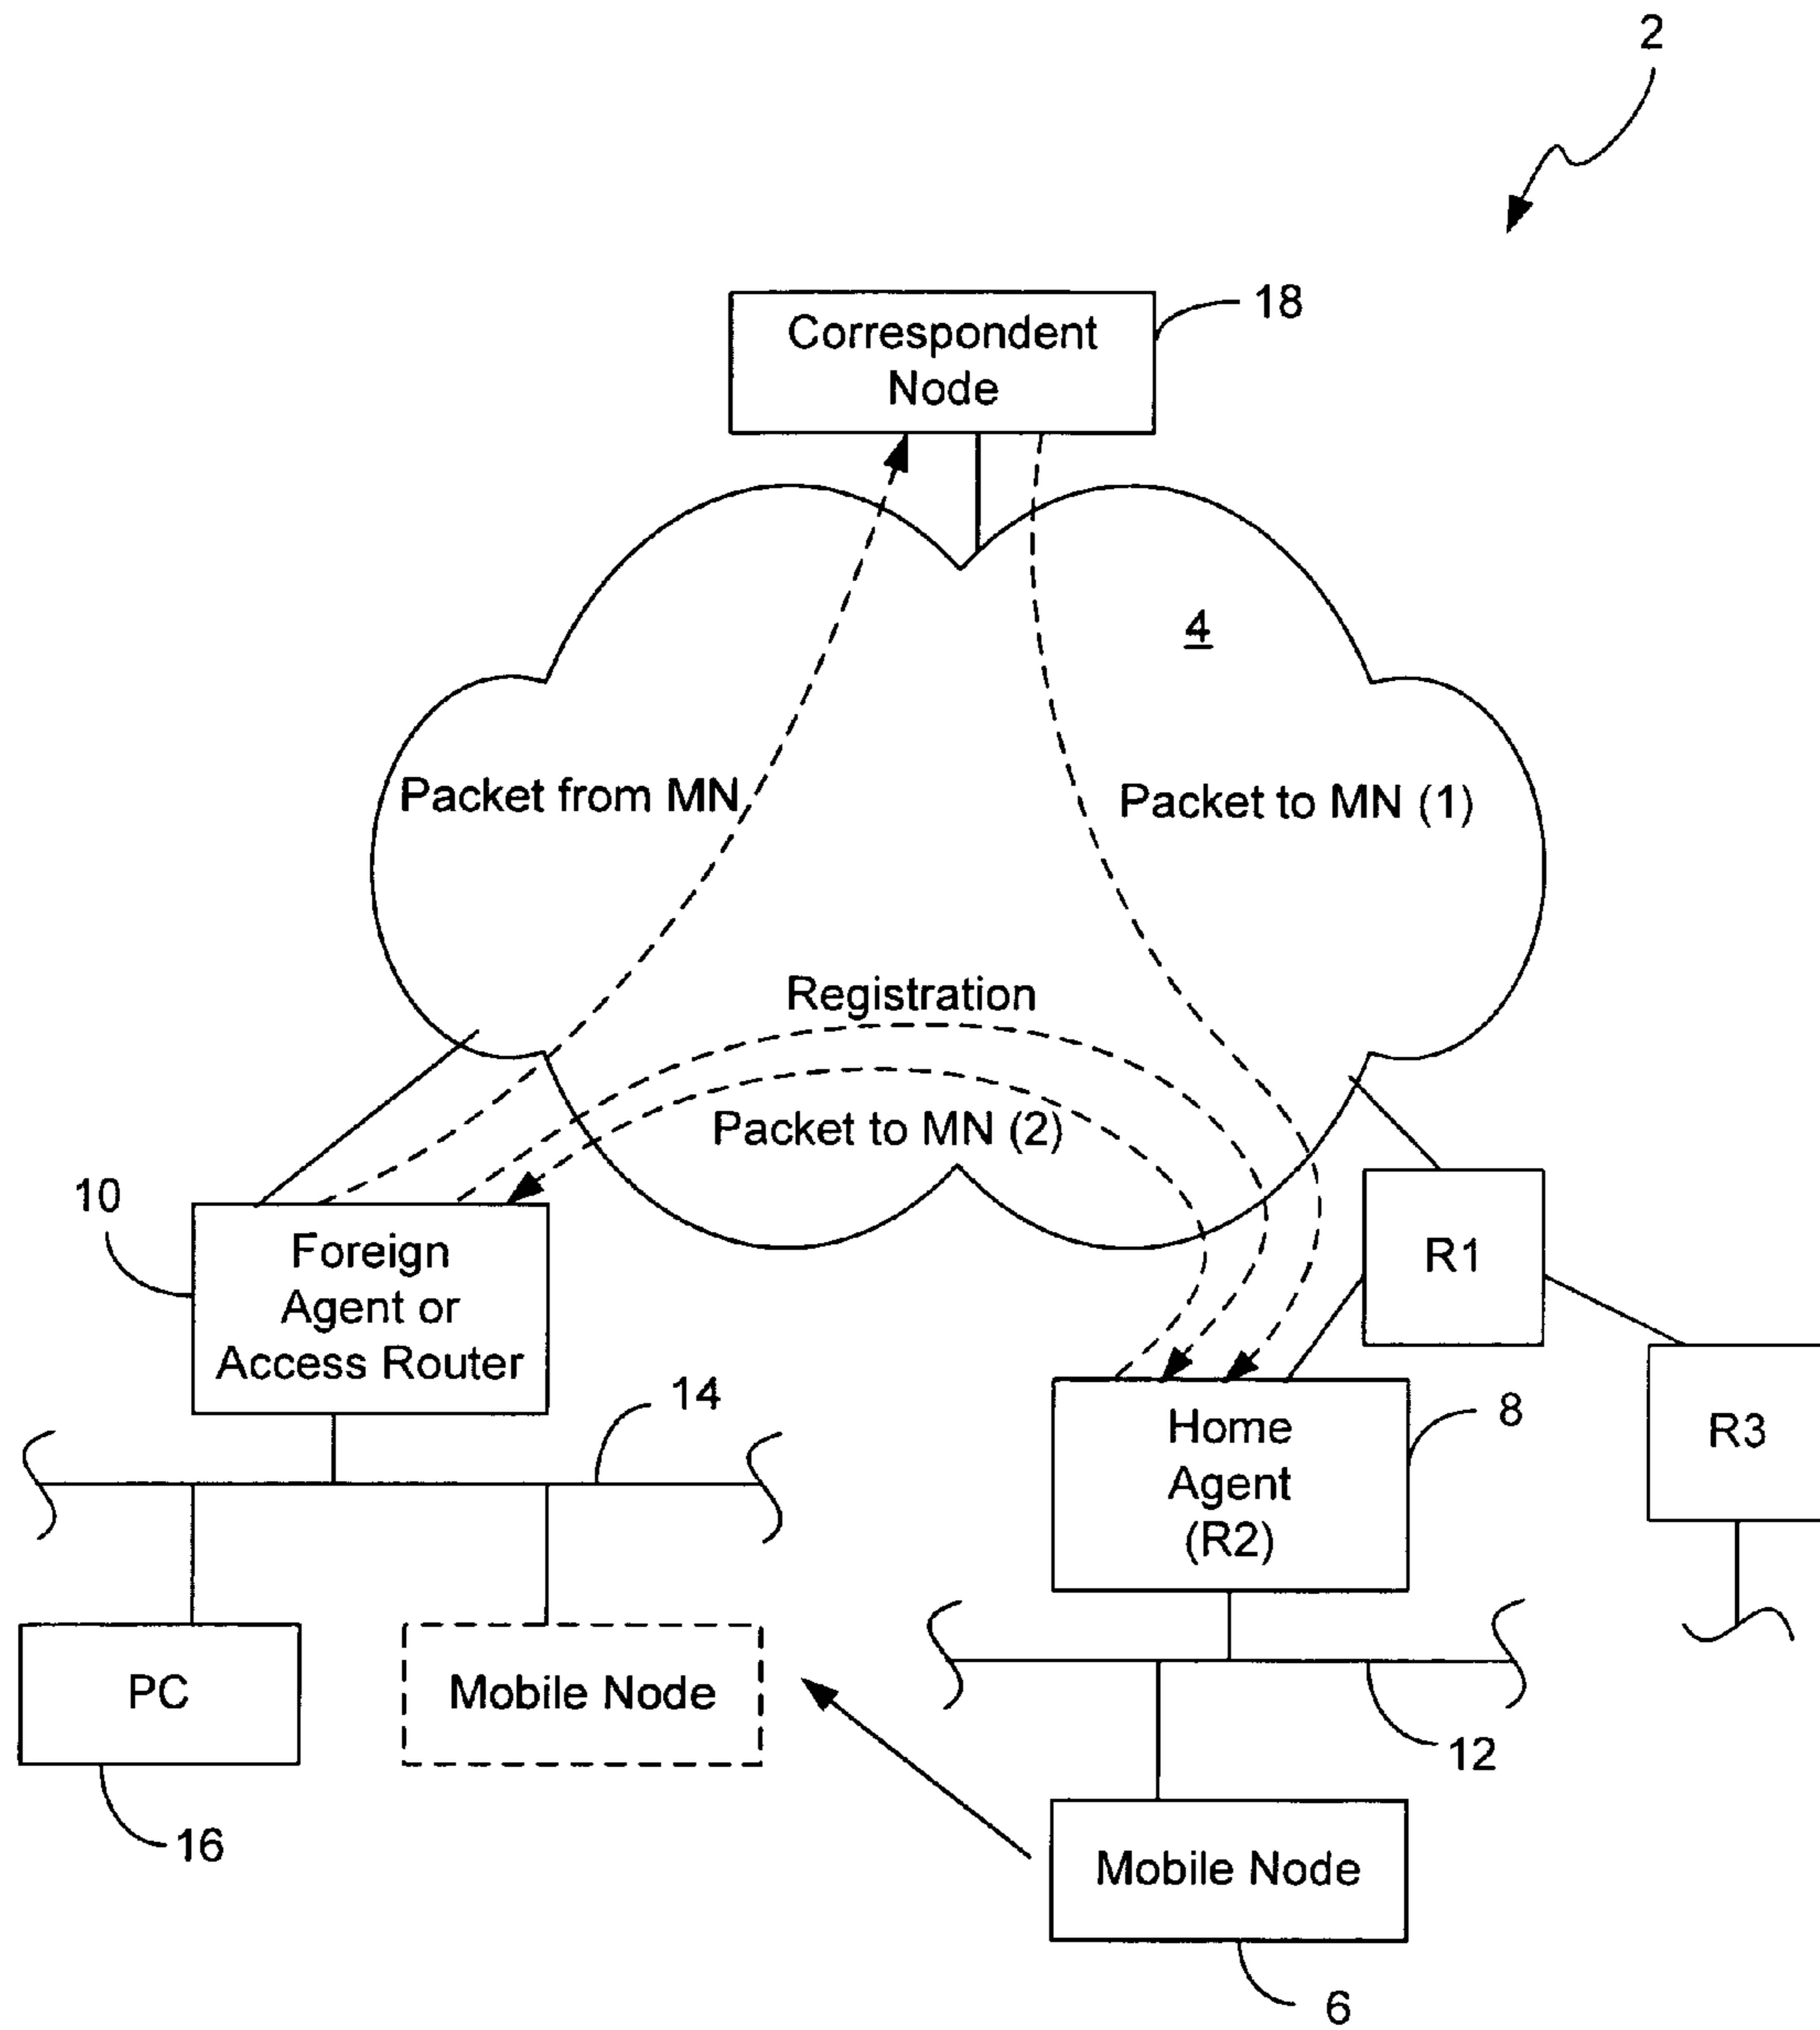 2
Correspondent
Node
18
4
Packet from MN
Packet to MN (1)
Registration
Packet to MN (2)
10
Foreign
Agent or
Access Router
R1
14
Home
Agent
(R2)
8
R3
PC
Mobile Node
12
16
Mobile Node
6